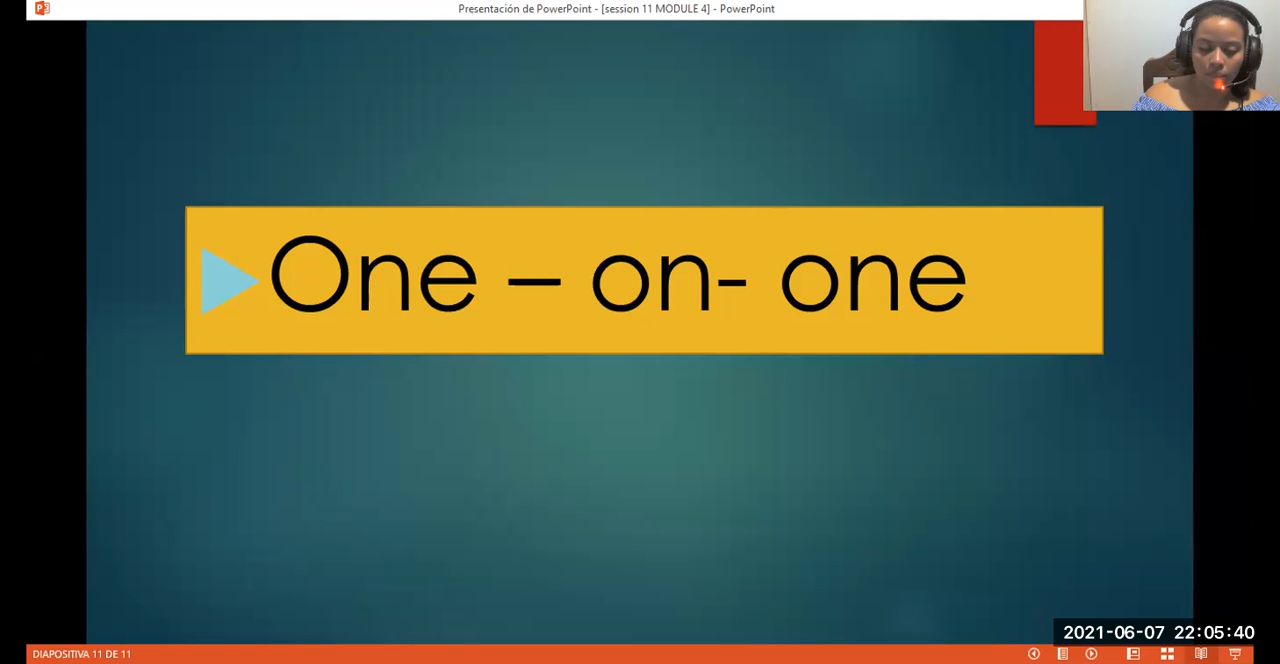 Presentación de PowerPoint - [session 11 MODULE 4] - PowerPoint
One – on- one
2021-06-07 22:05:40
DIAPOSITIVA 11 DE 11